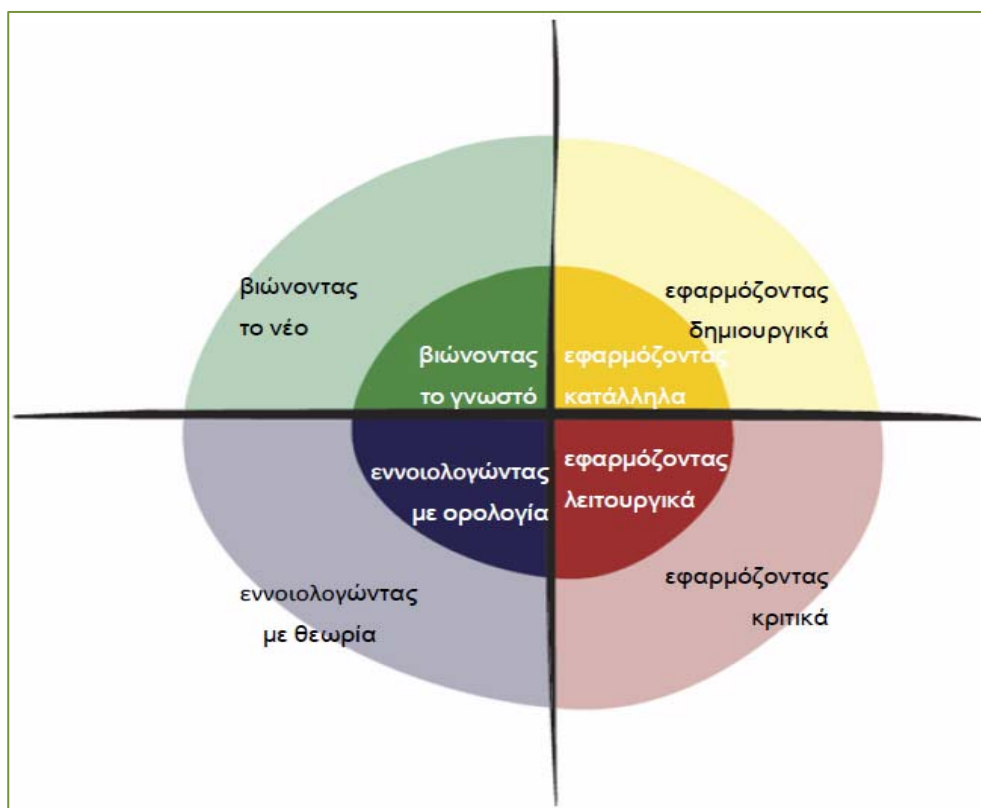 βιώνοντας
το νέο
εφαρμόζοντας
δημιουργικά
βιώνοντας
το γνωστό
εφαρμόζοντας
κατάλληλα
εννοιολογώντας
με ορολογία
εφαρμόζοντας
λειτουργικά
εννοιολογώντας
με θεωρία
εφαρμόζοντας
κριτικά